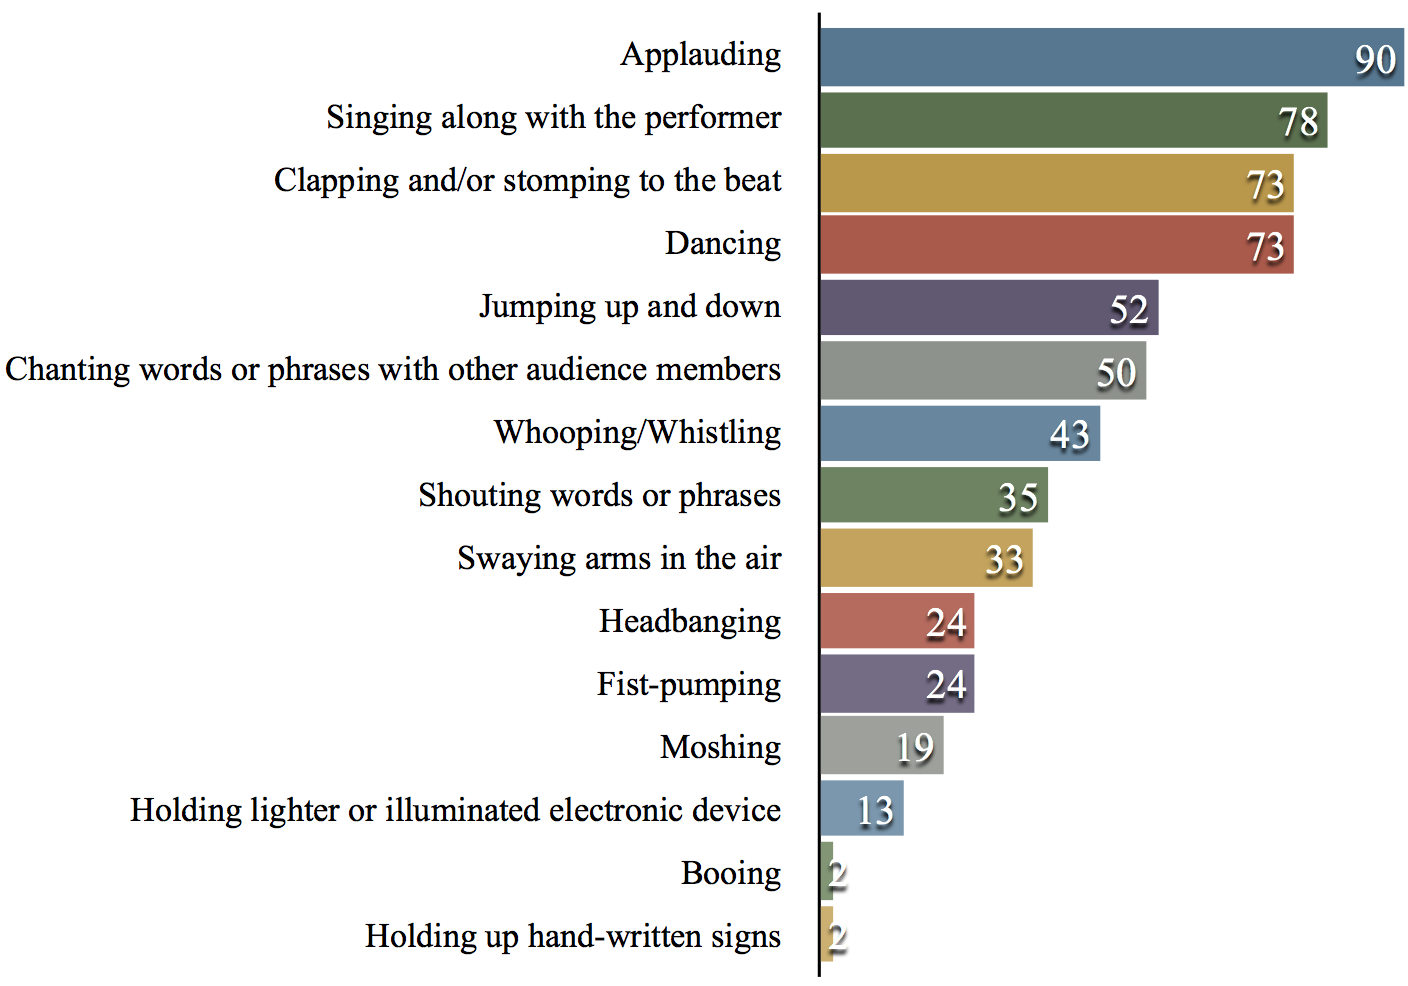 Applauding 90
Singing along with the performer 78
Clapping and/or stomping to the beat 73
Dancing 73
Jumping up and down 52
Chanting words or phrases with other audience members 50
Whooping/Whistling 43
Shouting words or phrases 35
Swaying arms in the air 33
Headbanging 24
Fist-pumping 24
Moshing 19
Holding lighter or illuminated electronic device 13
Booing 2
Holding up hand-written signs 2